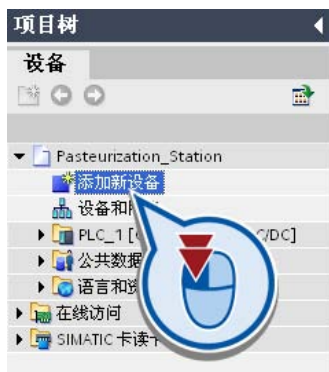 项目树
设备
Pasteurization_Station
添加新设备
设备和
PLC_1 [ /DC]
公共数据
语言和
在线访问
SIMATIC 卡读